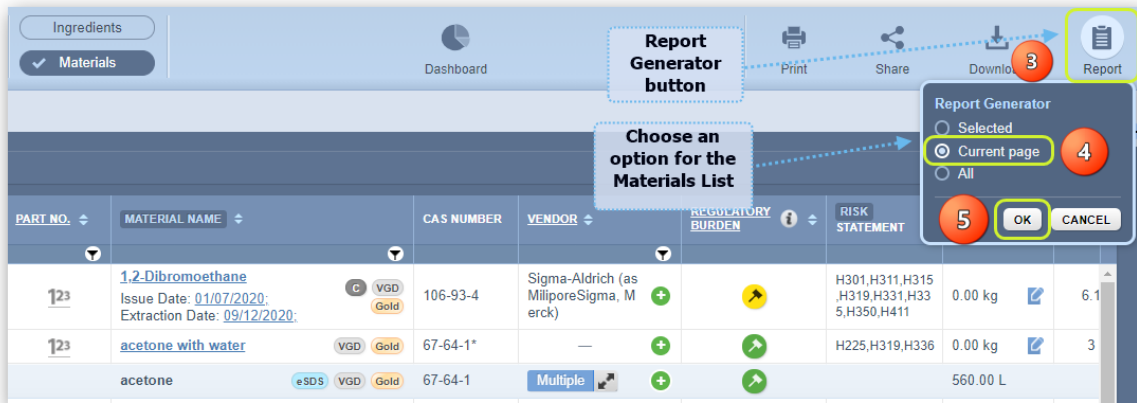 Ingredients
Materials
Dashboard
Report
Generator
button
Print
Share
Downlo
3
Report
Report Generator
Selected
Current page
All
4
5
OK
CANCEL
Choose an
option for the
Materials List
PART NO.
MATERIAL NAME
CAS NUMBER
VENDOR
REGULATORY
BURDEN
i
RISK
STATEMENT
123
1,2-Dibromoethane
Issue Date: 01/07/2020;
Extraction Date: 09/12/2020;
C
VGD
Gold
106-93-4
Sigma-Aldrich (as
MiliporeSigma, M
erck)
H301,H311,H315
,H319,H331,H33
5,H350,H411
0.00 kg
6.1
123
acetone with water
VGD
Gold
67-64-1*
—
H225,H319,H336
0.00 kg
3
acetone
eSDS
VGD
Gold
67-64-1
Multiple
560.00 L